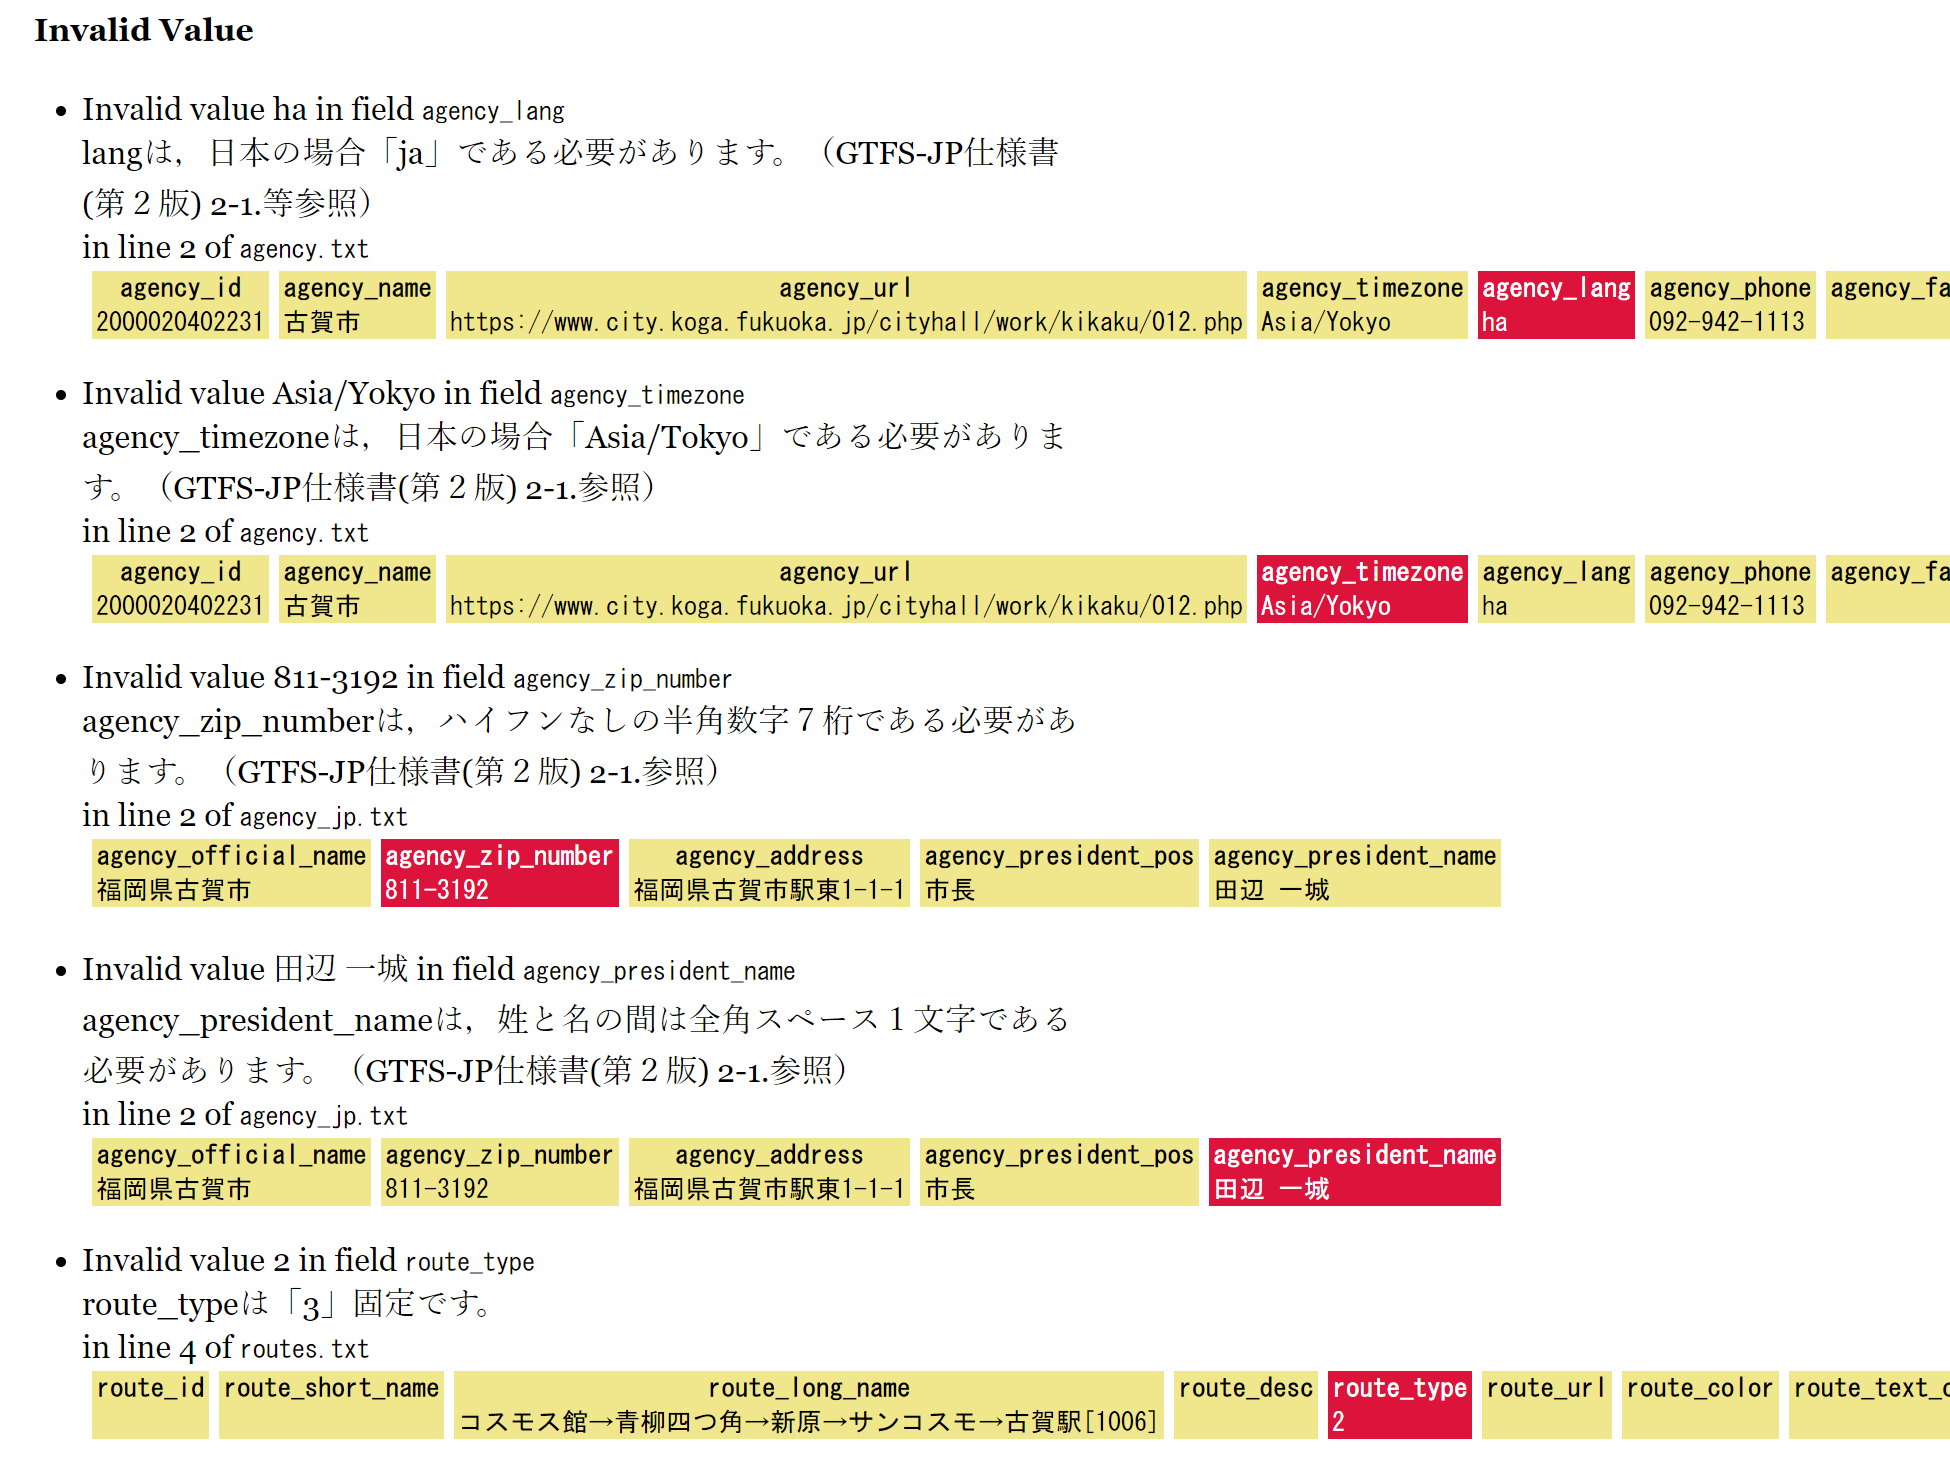 Invalid Value
Invalid value ha in field agency_lang
langは，日本の場合「ja」である必要があります。（GTFS-JP仕様書
(第２版) 2-1.等参照）
in line 2 of agency.txt
agency_id agency_name agency_url agency_timezone agency_lang agency_phone agency_fa
2000020402231 古賀市 https://www.city.koga.fukuoka.jp/cityhall/work/kikaku/012.php Asia/Yokyo ha 092-942-1113
Invalid value Asia/Yokyo in field agency_timezone
agency_timezoneは，日本の場合「Asia/Tokyo」である必要がありま
す。（GTFS-JP仕様書(第２版) 2-1.参照）
in line 2 of agency.txt
agency_id agency_name agency_url agency_timezone agency_lang agency_phone agency_fa
2000020402231 古賀市 https://www.city.koga.fukuoka.jp/cityhall/work/kikaku/012.php Asia/Yokyo ha 092-942-1113
Invalid value 811-3192 in field agency_zip_number
agency_zip_numberは，ハイフンなしの半角数字７桁である必要があ
ります。（GTFS-JP仕様書(第２版) 2-1.参照）
in line 2 of agency_jp.txt
agency_official_name agency_zip_number agency_address agency_president_pos agency_president_name
福岡県古賀市 811-3192 福岡県古賀市駅東1-1-1 市長 田辺 一城
Invalid value 田辺 一城 in field agency_president_name
agency_president_nameは，姓と名の間は全角スペース１文字である
必要があります。（GTFS-JP仕様書(第２版) 2-1.参照）
in line 2 of agency_jp.txt
agency_official_name agency_zip_number agency_address agency_president_pos agency_president_name
福岡県古賀市 811-3192 福岡県古賀市駅東1-1-1 市長 田辺 一城
Invalid value 2 in field route_type
route_typeは「3」固定です。
in line 4 of routes.txt
route_id route_short_name route_long_name route_desc route_type route_url route_color route_text_c
コスモス館→青柳四つ角→新原→サンコスモ→古賀駅[1006] 2